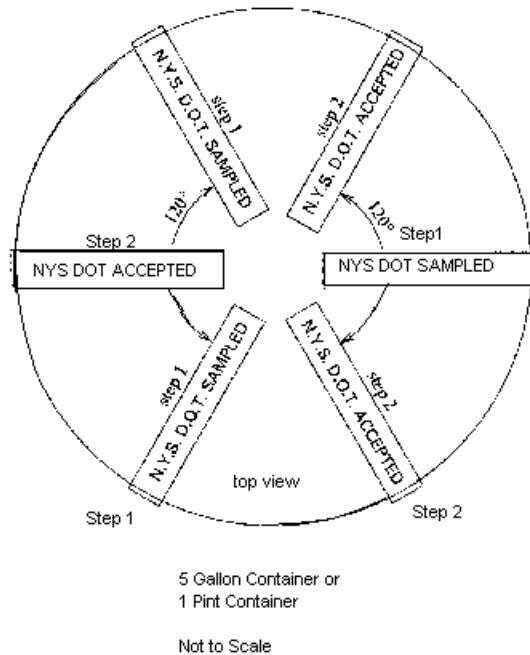 step 1
N.Y.S. D.O.T. SAMPLED
step 2
N.Y.S. D.O.T. ACCEPTED
120°
120°
Step 2
NYS DOT ACCEPTED
Step1
NYS DOT SAMPLED
step 1
N.Y.S. D.O.T. SAMPLED
step 2
N.Y.S. D.O.T. ACCEPTED
top view
Step 1
Step 2
5 Gallon Container or
1 Pint Container
Not to Scale